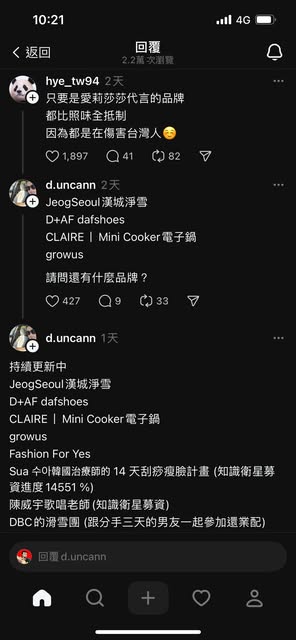 10:21
4G
返回
回覆
2.2萬 次瀏覽
hye_tw94 2天
只要是愛莉莎莎代言的品牌
都比照味全抵制
因為都是在傷害台灣人☺️
1,897 41 82
d.uncann 2天
JeogSeoul漢城淨雪
D+AF dafshoes
CLAIRE｜ Mini Cooker電子鍋
growus
請問還有什麼品牌？
427 9 33
d.uncann 1天
持續更新中
JeogSeoul漢城淨雪
D+AF dafshoes
CLAIRE｜ Mini Cooker電子鍋
growus
Fashion For Yes
Sua 수아韓國治療師的 14 天刮痧瘦臉計畫 (知識衛星募
資進度 14551 %)
陳威宇歌唱老師 (知識衛星募資)
DBC的滑雪團 (跟分手三天的男友一起參加還業配)
回覆 d.uncann